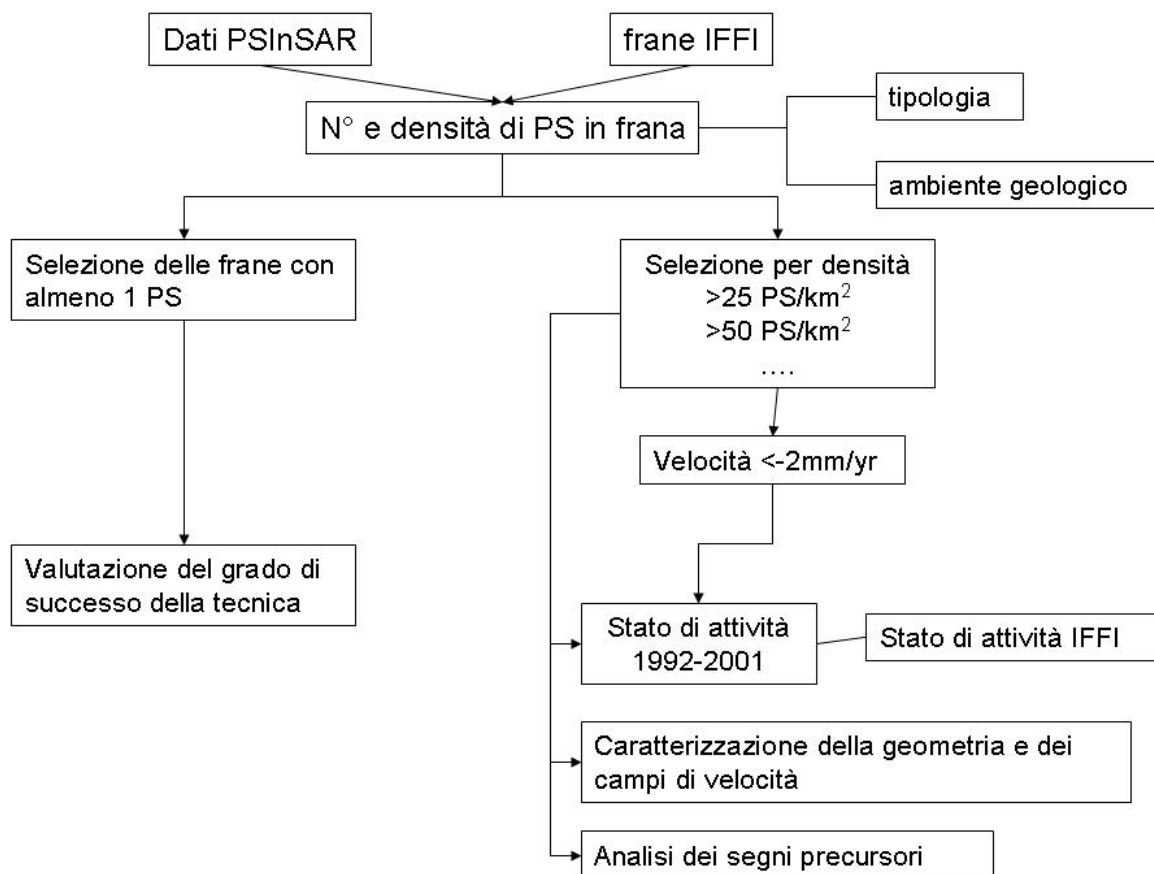 Dati PSInSAR
frane IFFI
N° e densità di PS in frana
tipologia
ambiente geologico
Selezione delle frane con
almeno 1 PS
Selezione per densità
>25 PS/km²
>50 PS/km²
....
Velocità <-2mm/yr
Valutazione del grado di
successo della tecnica
Stato di attività
1992-2001
Stato di attività IFFI
Caratterizzazione della geometria e dei
campi di velocità
Analisi dei segni precursori